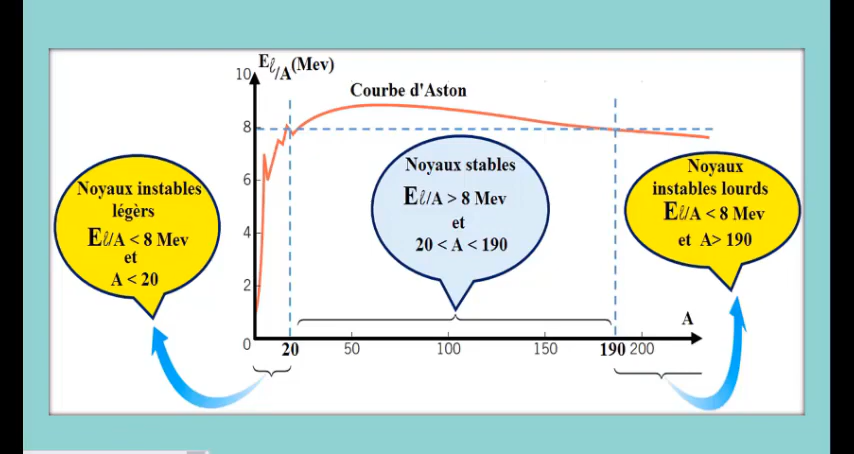 Eℓ/A(Mev)
Courbe d'Aston
10
8
6
4
2
0
20
50
100
150
190
200
A
Noyaux instables
légèrs
Eℓ/A < 8 Mev
et
A < 20
Noyaux stables
Eℓ/A > 8 Mev
et
20 < A < 190
Noyaux
instables lourds
Eℓ/A < 8 Mev
et A> 190